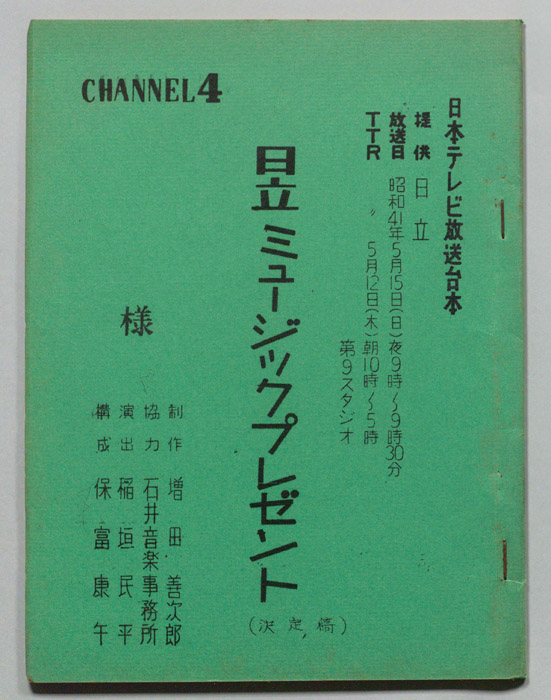 日本テレビ放送台本
提供 日立
放送日 昭和41年5月15日(日)夜9時~9時30分
TTR 〃 5月12日(木)朝10時~5時
第9スタジオ
CHANNEL4
日立ミュージックプレゼント
(決定稿)
制作 増田善次郎
協力 石井音楽事務所
演出 稲垣民平
構成 保富康午
様